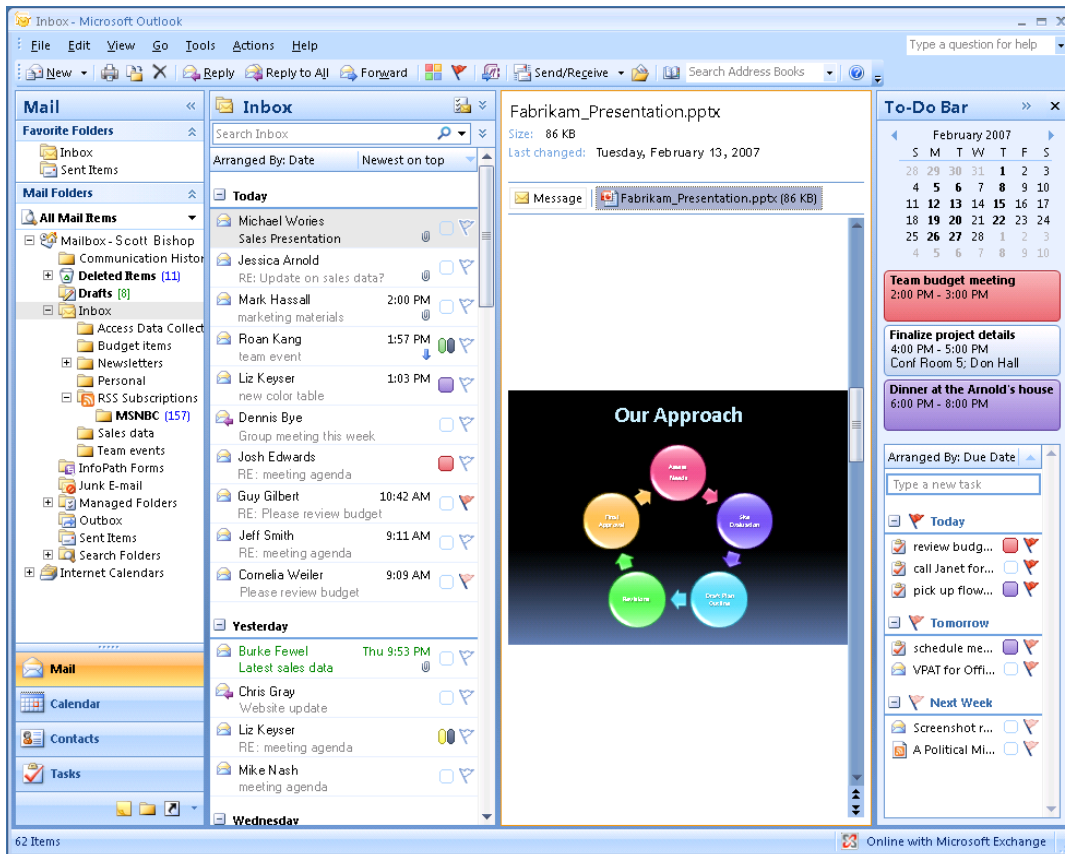 Inbox - Microsoft Outlook
File Edit View Go Tools Actions Help
Type a question for help
New Reply Reply to All Forward Send/Receive Search Address Books
Mail
Favorite Folders
Inbox
Sent Items
Mail Folders
All Mail Items
Mailbox - Scott Bishop
Communication Histor
Deleted Items (11)
Drafts [8]
Inbox
Access Data Collect
Budget items
Newsletters
Personal
RSS Subscriptions
MSNBC (157)
Sales data
Team events
InfoPath Forms
Junk E-mail
Managed Folders
Outbox
Sent Items
Search Folders
Internet Calendars
Mail
Calendar
Contacts
Tasks
Inbox
Search Inbox
Arranged By: Date Newest on top
Today
Michael Wories
Sales Presentation
Jessica Arnold
RE: Update on sales data?
Mark Hassall 2:00 PM
marketing materials
Roan Kang 1:57 PM
team event
Liz Keyser 1:03 PM
new color table
Dennis Bye
Group meeting this week
Josh Edwards
RE: meeting agenda
Guy Gilbert 10:42 AM
RE: Please review budget
Jeff Smith 9:11 AM
RE: meeting agenda
Cornelia Weiler 9:09 AM
Please review budget
Yesterday
Burke Fewel Thu 9:53 PM
Latest sales data
Chris Gray
Website update
Liz Keyser
RE: meeting agenda
Mike Nash
meeting agenda
Wednesday
Fabrikam_Presentation.pptx
Size: 86 KB
Last changed: Tuesday, February 13, 2007
Message Fabrikam_Presentation.pptx (86 KB)
Our Approach
Assess
Needs
Site
Evaluation
Draft Plan
Outline
Revisions
Final
Approval
To-Do Bar
February 2007
S M T W T F S
28 29 30 31 1 2 3
4 5 6 7 8 9 10
11 12 13 14 15 16 17
18 19 20 21 22 23 24
25 26 27 28 1 2 3
4 5 6 7 8 9 10
Team budget meeting
2:00 PM - 3:00 PM
Finalize project details
4:00 PM - 5:00 PM
Conf Room 5; Don Hall
Dinner at the Arnold's house
6:00 PM - 8:00 PM
Arranged By: Due Date
Type a new task
Today
review budg...
call Janet for...
pick up flow...
Tomorrow
schedule me...
VPAT for Offi...
Next Week
Screenshot r...
A Political Mi...
62 Items
Online with Microsoft Exchange